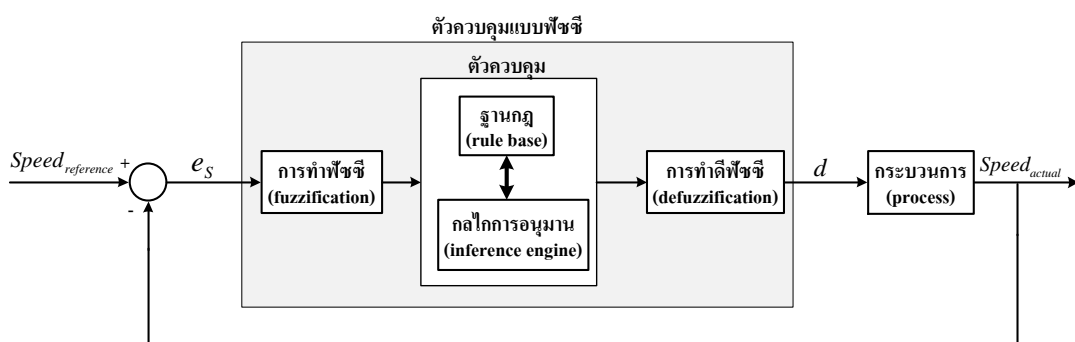 ตัวควบคุมแบบฟัซซี
ตัวควบคุม
ฐานกฎ
(rule base)
Speed_reference
+
-
e_S
การทำฟัซซี
(fuzzification)
กลไกการอนุมาน
(inference engine)
การทำดีฟัซซี
(defuzzification)
d
กระบวนการ
(process)
Speed_actual